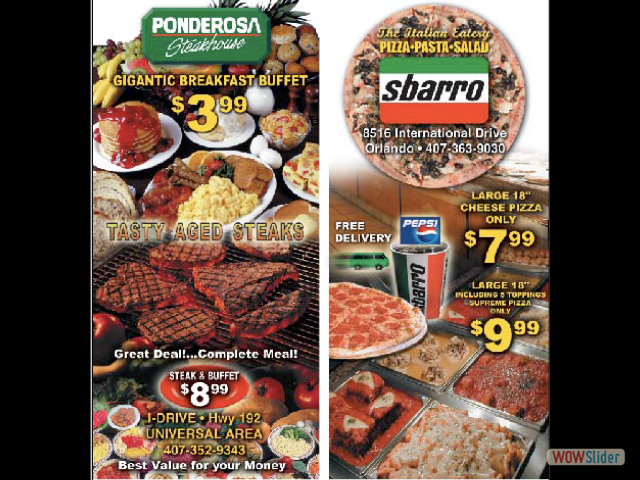 PONDEROSA
Steakhouse
GIGANTIC BREAKFAST BUFFET
$3.99
TASTY AGED STEAKS
Great Deal!...Complete Meal!
STEAK & BUFFET
$8.99
I-DRIVE • Hwy 192
UNIVERSAL AREA
407-352-9343
Best Value for your Money
The Italian Eatery
PIZZA•PASTA•SALAD
sbarro
8516 International Drive
Orlando • 407-363-9030
LARGE 18"
CHEESE PIZZA
ONLY
$7.99
FREE
DELIVERY
PEPSI
sbarro
LARGE 18"
INCLUDING 5 TOPPINGS
SUPREME PIZZA
ONLY
$9.99
WOWSlider